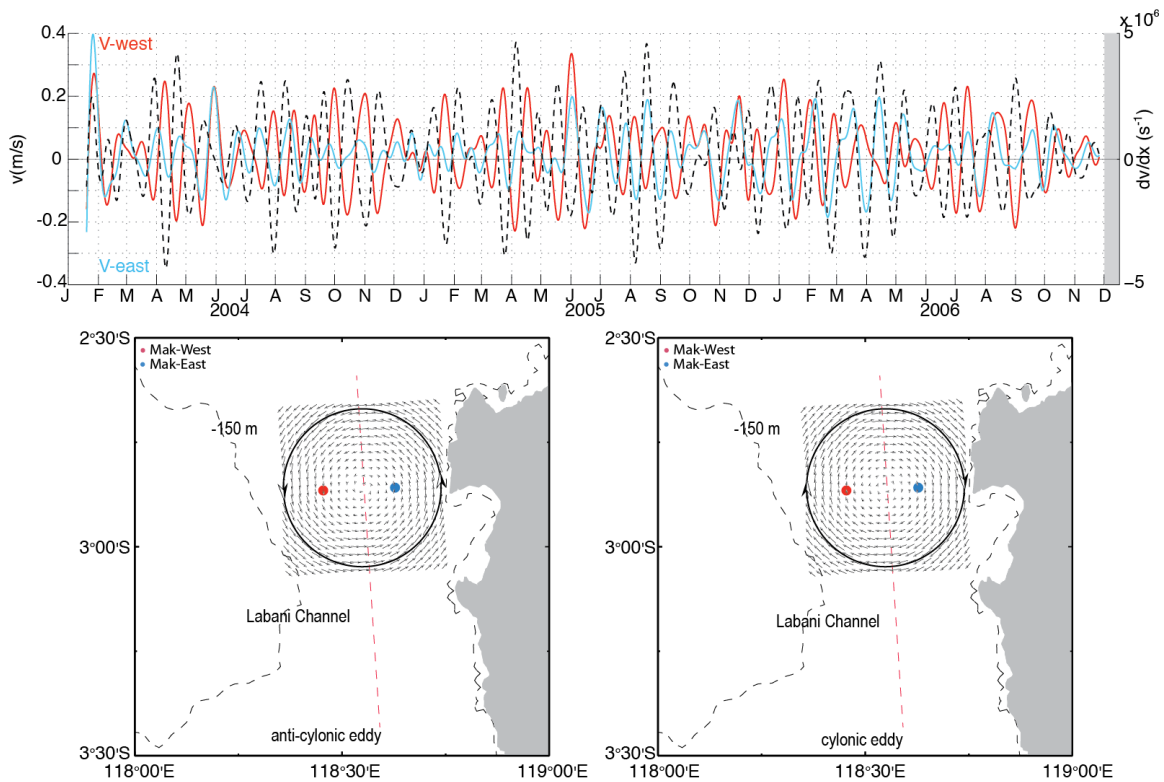 x 10⁶
0.4
5
V-west
0.2
0
0
v(m/s)
dv/dx (s⁻¹)
-0.2
V-east
-0.4
−5
J F M A M J J A S O N D J F M A M J J A S O N D J F M A M J J A S O N D
2004 2005 2006
2°30'S
Mak-West
Mak-East
-150 m
3°00'S
Labani Channel
anti-cylonic eddy
3°30'S
118°00'E 118°30'E 119°00'E
2°30'S
Mak-West
Mak-East
-150 m
3°00'S
Labani Channel
cylonic eddy
3°30'S
118°00'E 118°30'E 119°00'E